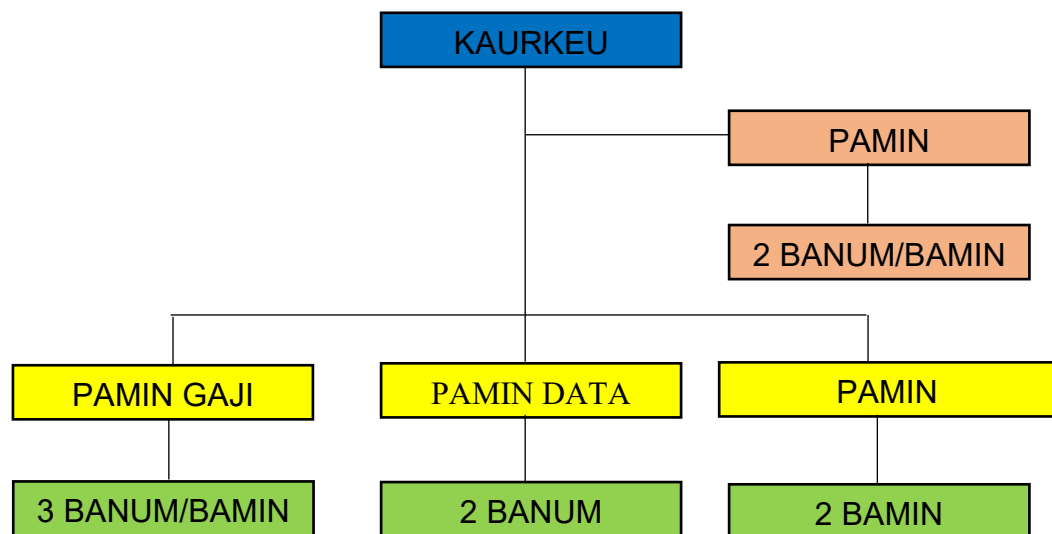 KAURKEU
PAMIN
2 BANUM/BAMIN
PAMIN GAJI
PAMIN DATA
PAMIN
3 BANUM/BAMIN
2 BANUM
2 BAMIN